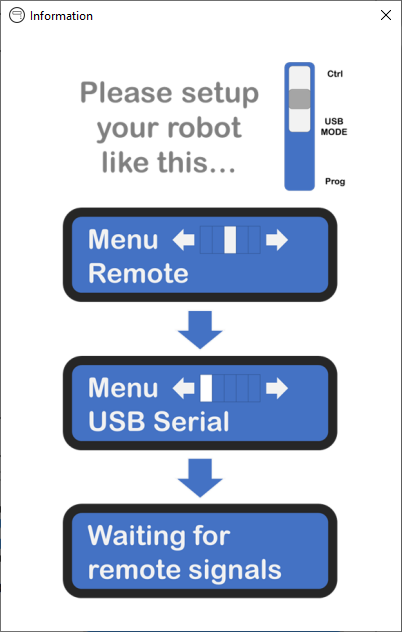 Information
Please setup
your robot
like this...
Ctrl
USB
MODE
Prog
Menu
Remote
Menu
USB Serial
Waiting for
remote signals